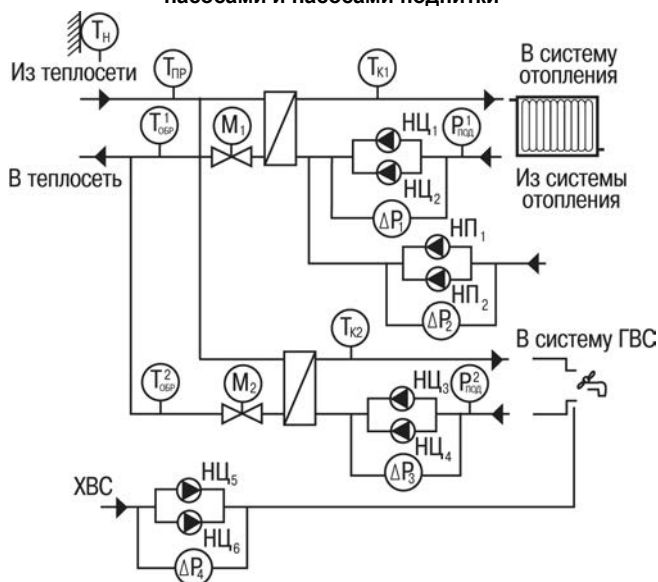 насосами и насосами подпитки
Tн
Из теплосети
Tпр
Tк1
В систему
отопления
T¹обр
M₁
НЦ₁
P¹под
В теплосеть
НЦ₂
Из системы
отопления
ΔP₁
НП₁
НП₂
ΔP₂
Tк2
В систему ГВС
T²обр
M₂
НЦ₃
P²под
НЦ₄
ΔP₃
ХВС
НЦ₅
НЦ₆
ΔP₄